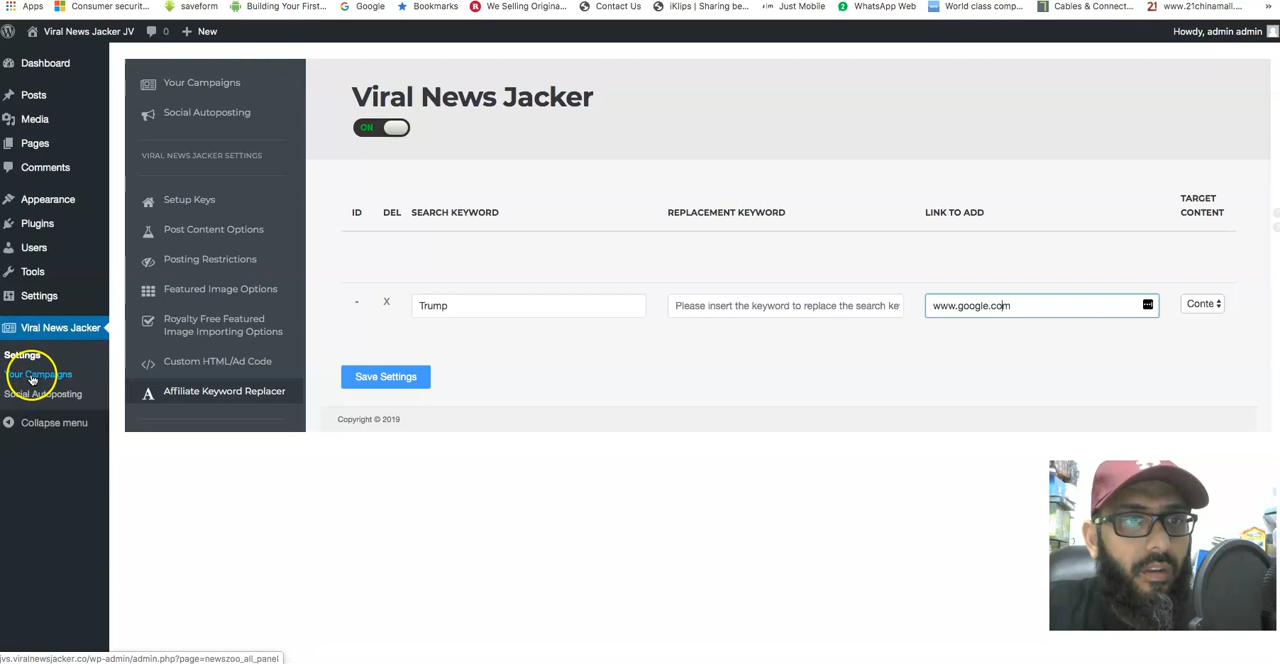 Apps
Consumer securit...
saveform
Building Your First...
Google
Bookmarks
We Selling Origina...
Contact Us
iKlips | Sharing be...
Just Mobile
WhatsApp Web
World class comp...
Cables & Connect...
www.21chinamall....
»
Viral News Jacker JV
0
New
Howdy, admin admin
Dashboard
Posts
Media
Pages
Comments
Appearance
Plugins
Users
Tools
Settings
Viral News Jacker
Settings
Your Campaigns
Social Autoposting
Collapse menu
Your Campaigns
Social Autoposting
VIRAL NEWS JACKER SETTINGS
Setup Keys
Post Content Options
Posting Restrictions
Featured Image Options
Royalty Free Featured
Image Importing Options
Custom HTML/Ad Code
Affiliate Keyword Replacer
Viral News Jacker
ON
ID
DEL
SEARCH KEYWORD
REPLACEMENT KEYWORD
LINK TO ADD
TARGET
CONTENT
-
X
Trump
Please insert the keyword to replace the search ke
www.google.com
Conte
Save Settings
Copyright © 2019
jvs.viralnewsjacker.co/wp-admin/admin.php?page=newszoo_all_panel